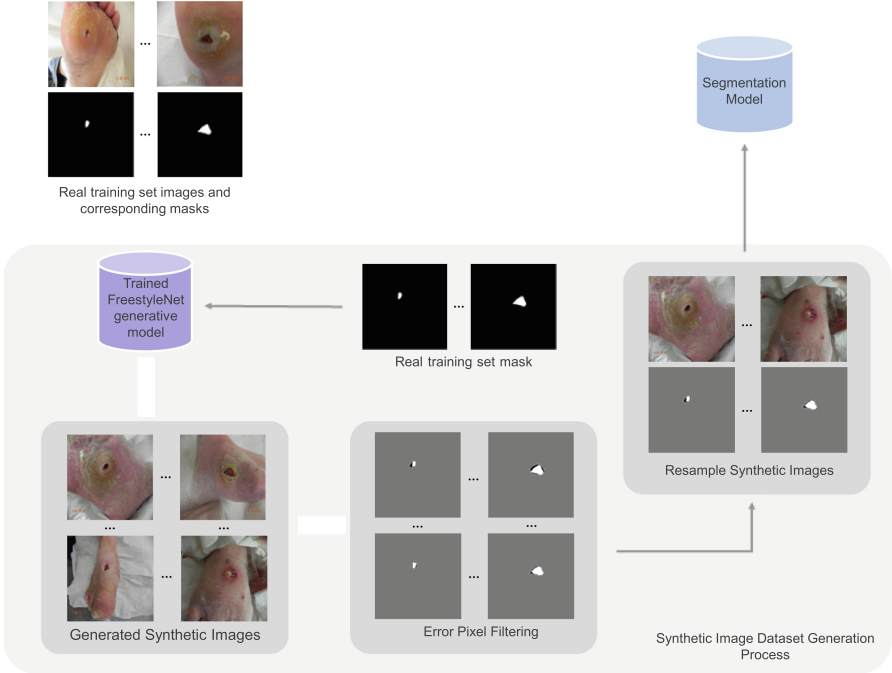 ...
...
Real training set images and
corresponding masks
Segmentation
Model
Trained
FreestyleNet
generative
model
...
Real training set mask
...
...
Resample Synthetic Images
...
... ...
...
Generated Synthetic Images
...
... ...
...
Error Pixel Filtering
Synthetic Image Dataset Generation
Process